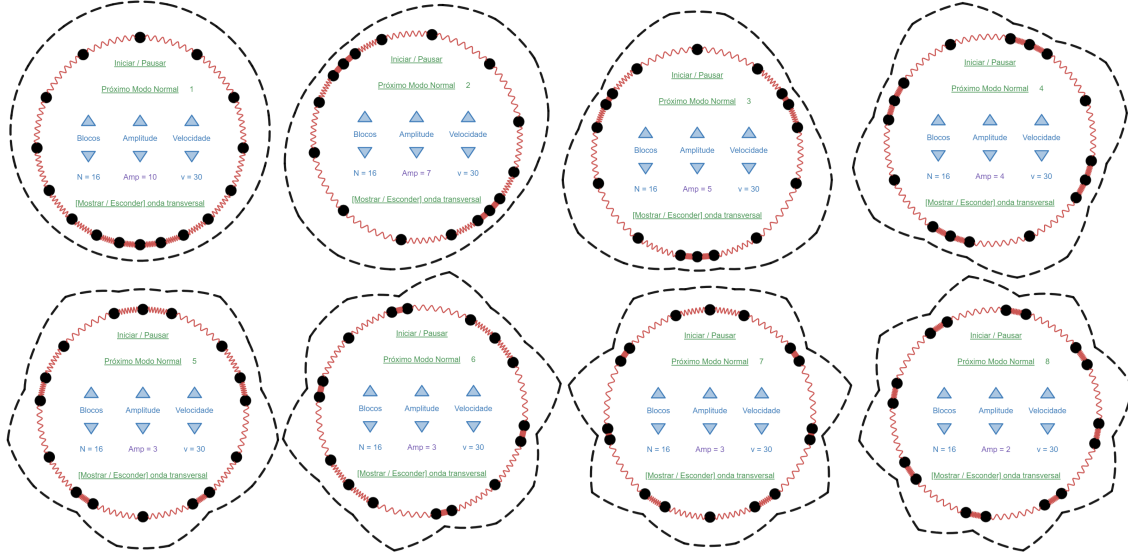 Iniciar / Pausar
Próximo Modo Normal 1
Blocos Amplitude Velocidade
N = 16 Amp = 10 v = 30
[Mostrar / Esconder] onda transversal
Iniciar / Pausar
Próximo Modo Normal 2
Blocos Amplitude Velocidade
N = 16 Amp = 7 v = 30
[Mostrar / Esconder] onda transversal
Iniciar / Pausar
Próximo Modo Normal 3
Blocos Amplitude Velocidade
N = 16 Amp = 5 v = 30
[Mostrar / Esconder] onda transversal
Iniciar / Pausar
Próximo Modo Normal 4
Blocos Amplitude Velocidade
N = 16 Amp = 4 v = 30
[Mostrar / Esconder] onda transversal
Iniciar / Pausar
Próximo Modo Normal 5
Blocos Amplitude Velocidade
N = 16 Amp = 3 v = 30
[Mostrar / Esconder] onda transversal
Iniciar / Pausar
Próximo Modo Normal 6
Blocos Amplitude Velocidade
N = 16 Amp = 3 v = 30
[Mostrar / Esconder] onda transversal
Iniciar / Pausar
Próximo Modo Normal 7
Blocos Amplitude Velocidade
N = 16 Amp = 3 v = 30
[Mostrar / Esconder] onda transversal
Iniciar / Pausar
Próximo Modo Normal 8
Blocos Amplitude Velocidade
N = 16 Amp = 2 v = 30
[Mostrar / Esconder] onda transversal